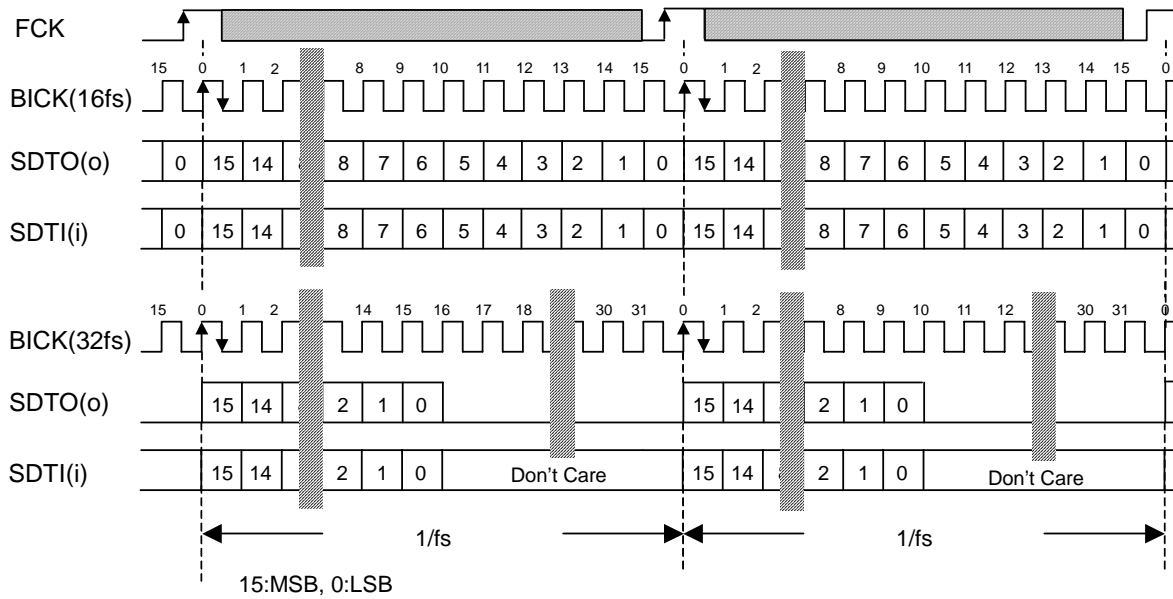 FCK
15 0 1 2 8 9 10 11 12 13 14 15 0 1 2 8 9 10 11 12 13 14 15 0
BICK(16fs)
SDTO(o) 0 15 14 8 7 6 5 4 3 2 1 0 15 14 8 7 6 5 4 3 2 1 0
SDTI(i) 0 15 14 8 7 6 5 4 3 2 1 0 15 14 8 7 6 5 4 3 2 1 0
15 0 1 2 14 15 16 17 18 30 31 0 1 2 8 9 10 11 12 30 31 0
BICK(32fs)
SDTO(o) 15 14 2 1 0 15 14 2 1 0
SDTI(i) 15 14 2 1 0 Don't Care 15 14 2 1 0 Don't Care
1/fs 1/fs
15:MSB, 0:LSB